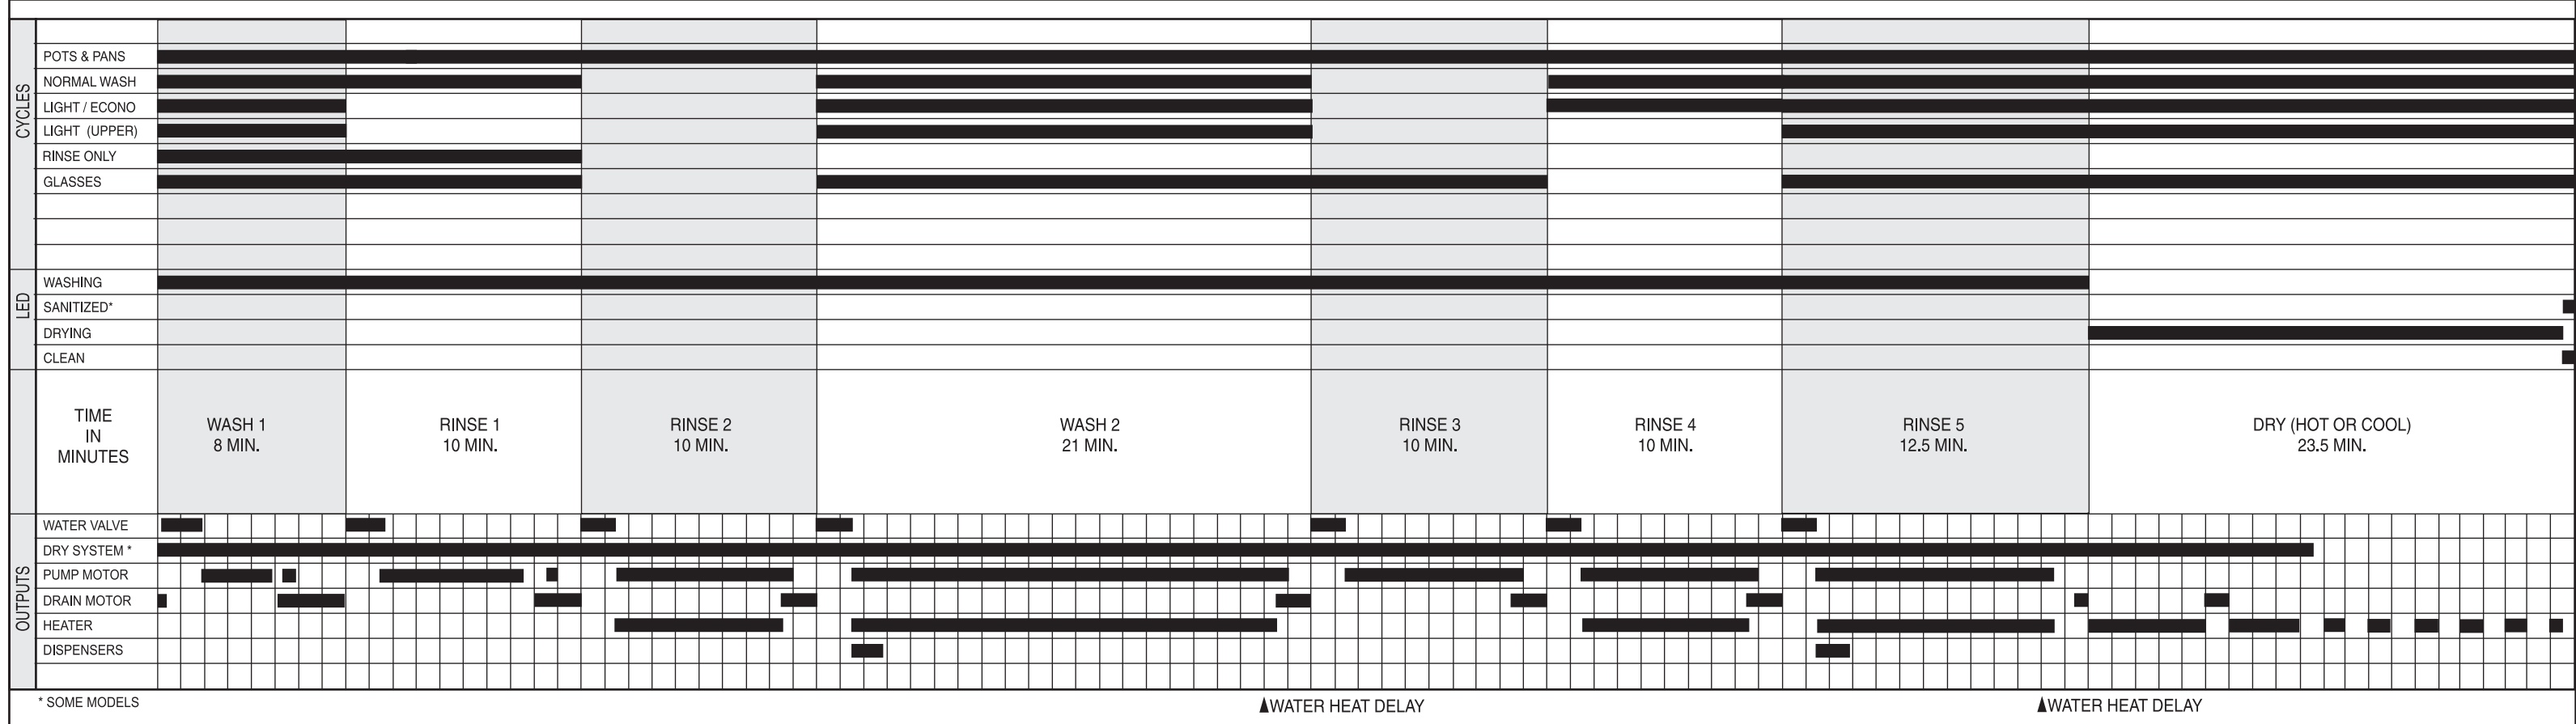 CYCLES
POTS & PANS
NORMAL WASH
LIGHT / ECONO
LIGHT (UPPER)
RINSE ONLY
GLASSES
LED
WASHING
SANITIZED*
DRYING
CLEAN
TIME
IN
MINUTES
WASH 1
8 MIN.
RINSE 1
10 MIN.
RINSE 2
10 MIN.
WASH 2
21 MIN.
RINSE 3
10 MIN.
RINSE 4
10 MIN.
RINSE 5
12.5 MIN.
DRY (HOT OR COOL)
23.5 MIN.
OUTPUTS
WATER VALVE
DRY SYSTEM *
PUMP MOTOR
DRAIN MOTOR
HEATER
DISPENSERS
* SOME MODELS
▲WATER HEAT DELAY
▲WATER HEAT DELAY